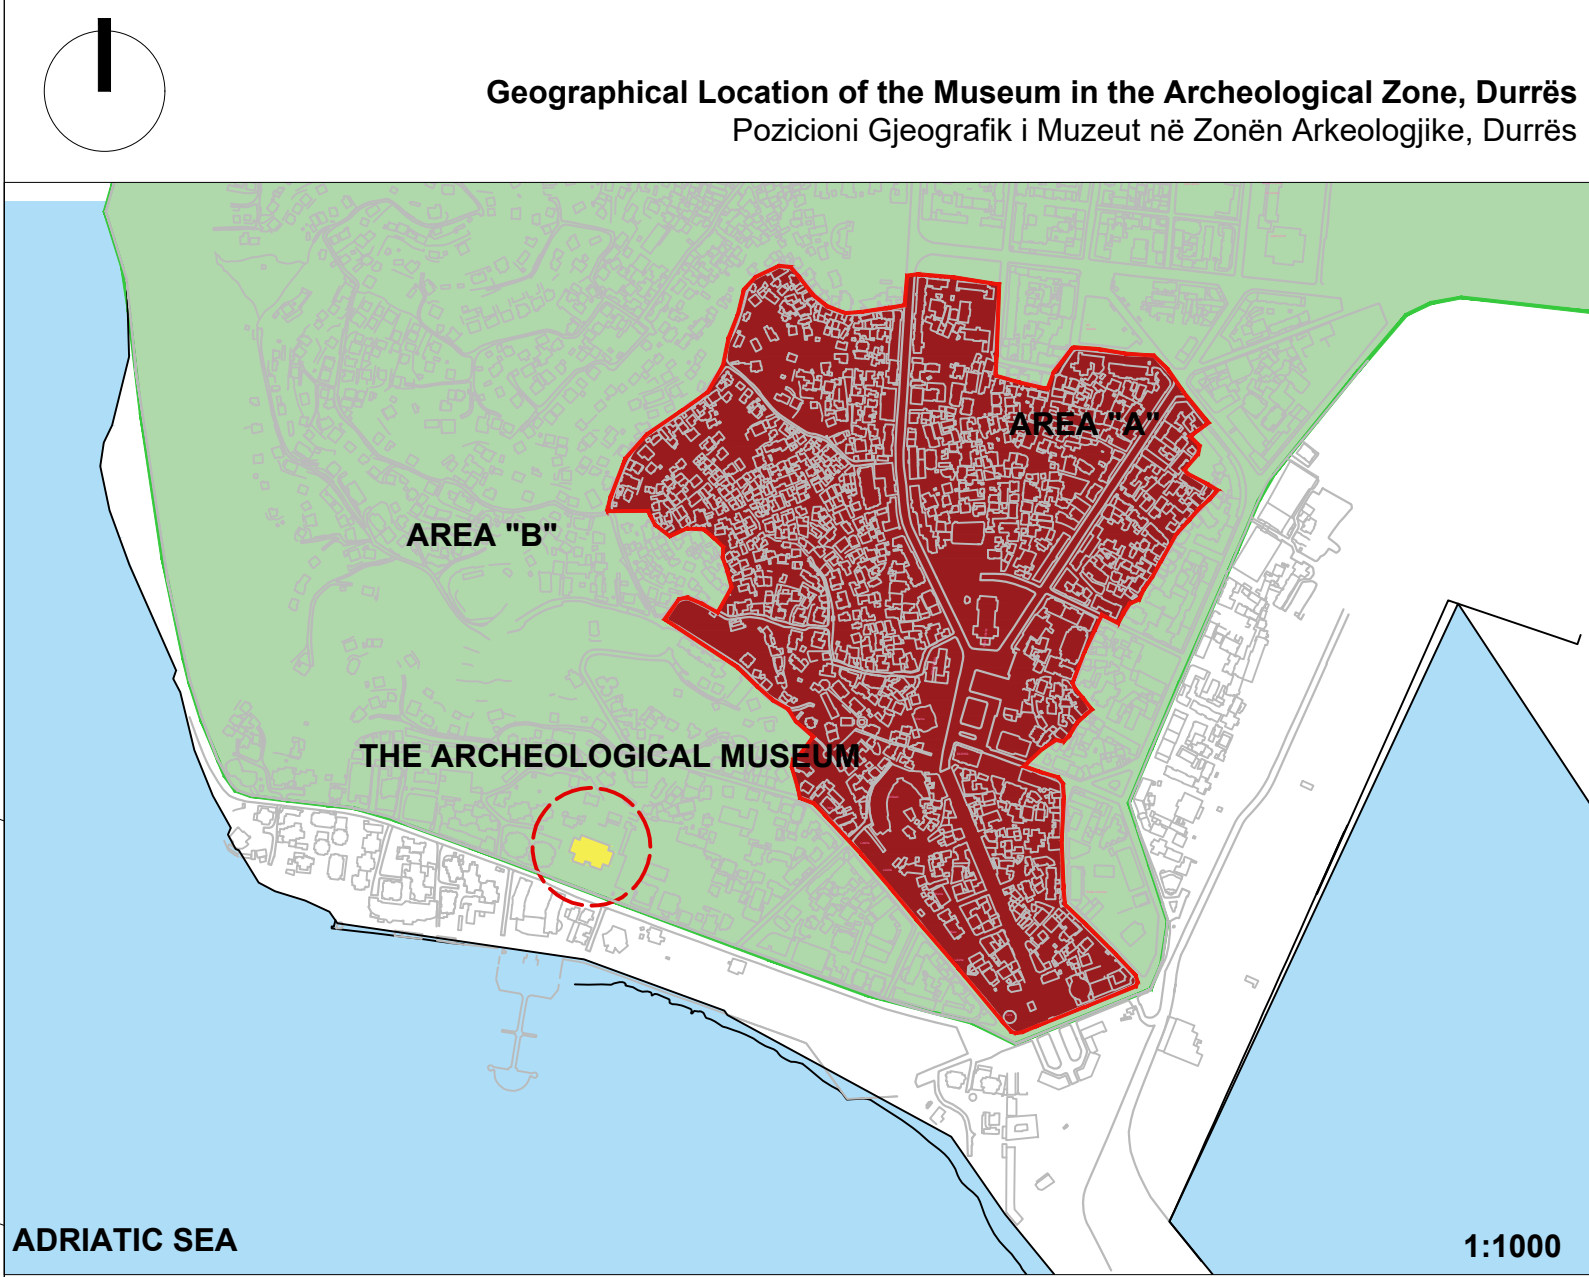 Geographical Location of the Museum in the Archeological Zone, Durrës
Pozicioni Gjeografik i Muzeut në Zonën Arkeologjike, Durrës
AREA "A"
AREA "B"
THE ARCHEOLOGICAL MUSEUM
ADRIATIC SEA
1:1000